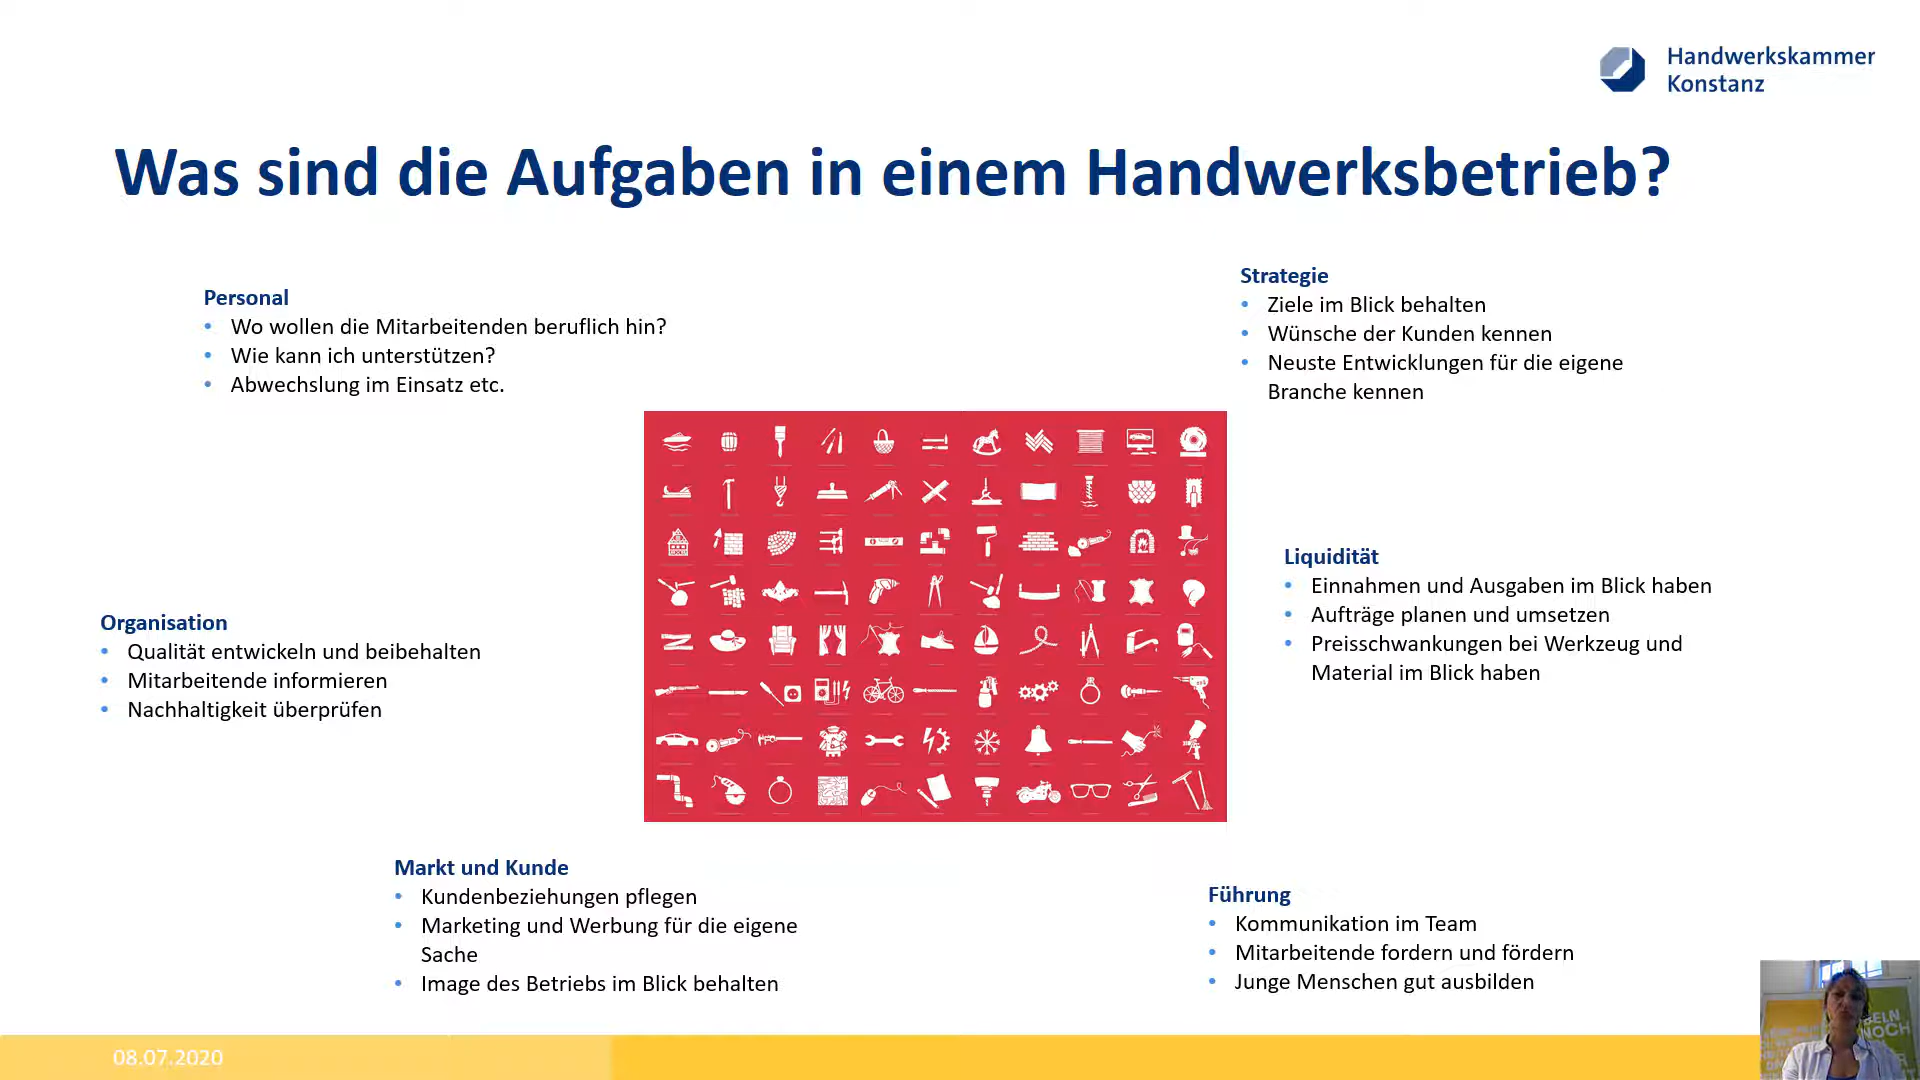 Handwerkskammer
Konstanz
Was sind die Aufgaben in einem Handwerksbetrieb?
Personal
• Wo wollen die Mitarbeitenden beruflich hin?
• Wie kann ich unterstützen?
• Abwechslung im Einsatz etc.
Strategie
• Ziele im Blick behalten
• Wünsche der Kunden kennen
• Neuste Entwicklungen für die eigene
Branche kennen
Organisation
• Qualität entwickeln und beibehalten
• Mitarbeitende informieren
• Nachhaltigkeit überprüfen
Liquidität
• Einnahmen und Ausgaben im Blick haben
• Aufträge planen und umsetzen
• Preisschwankungen bei Werkzeug und
Material im Blick haben
Markt und Kunde
• Kundenbeziehungen pflegen
• Marketing und Werbung für die eigene
Sache
• Image des Betriebs im Blick behalten
Führung
• Kommunikation im Team
• Mitarbeitende fordern und fördern
• Junge Menschen gut ausbilden
08.07.2020
NOCH